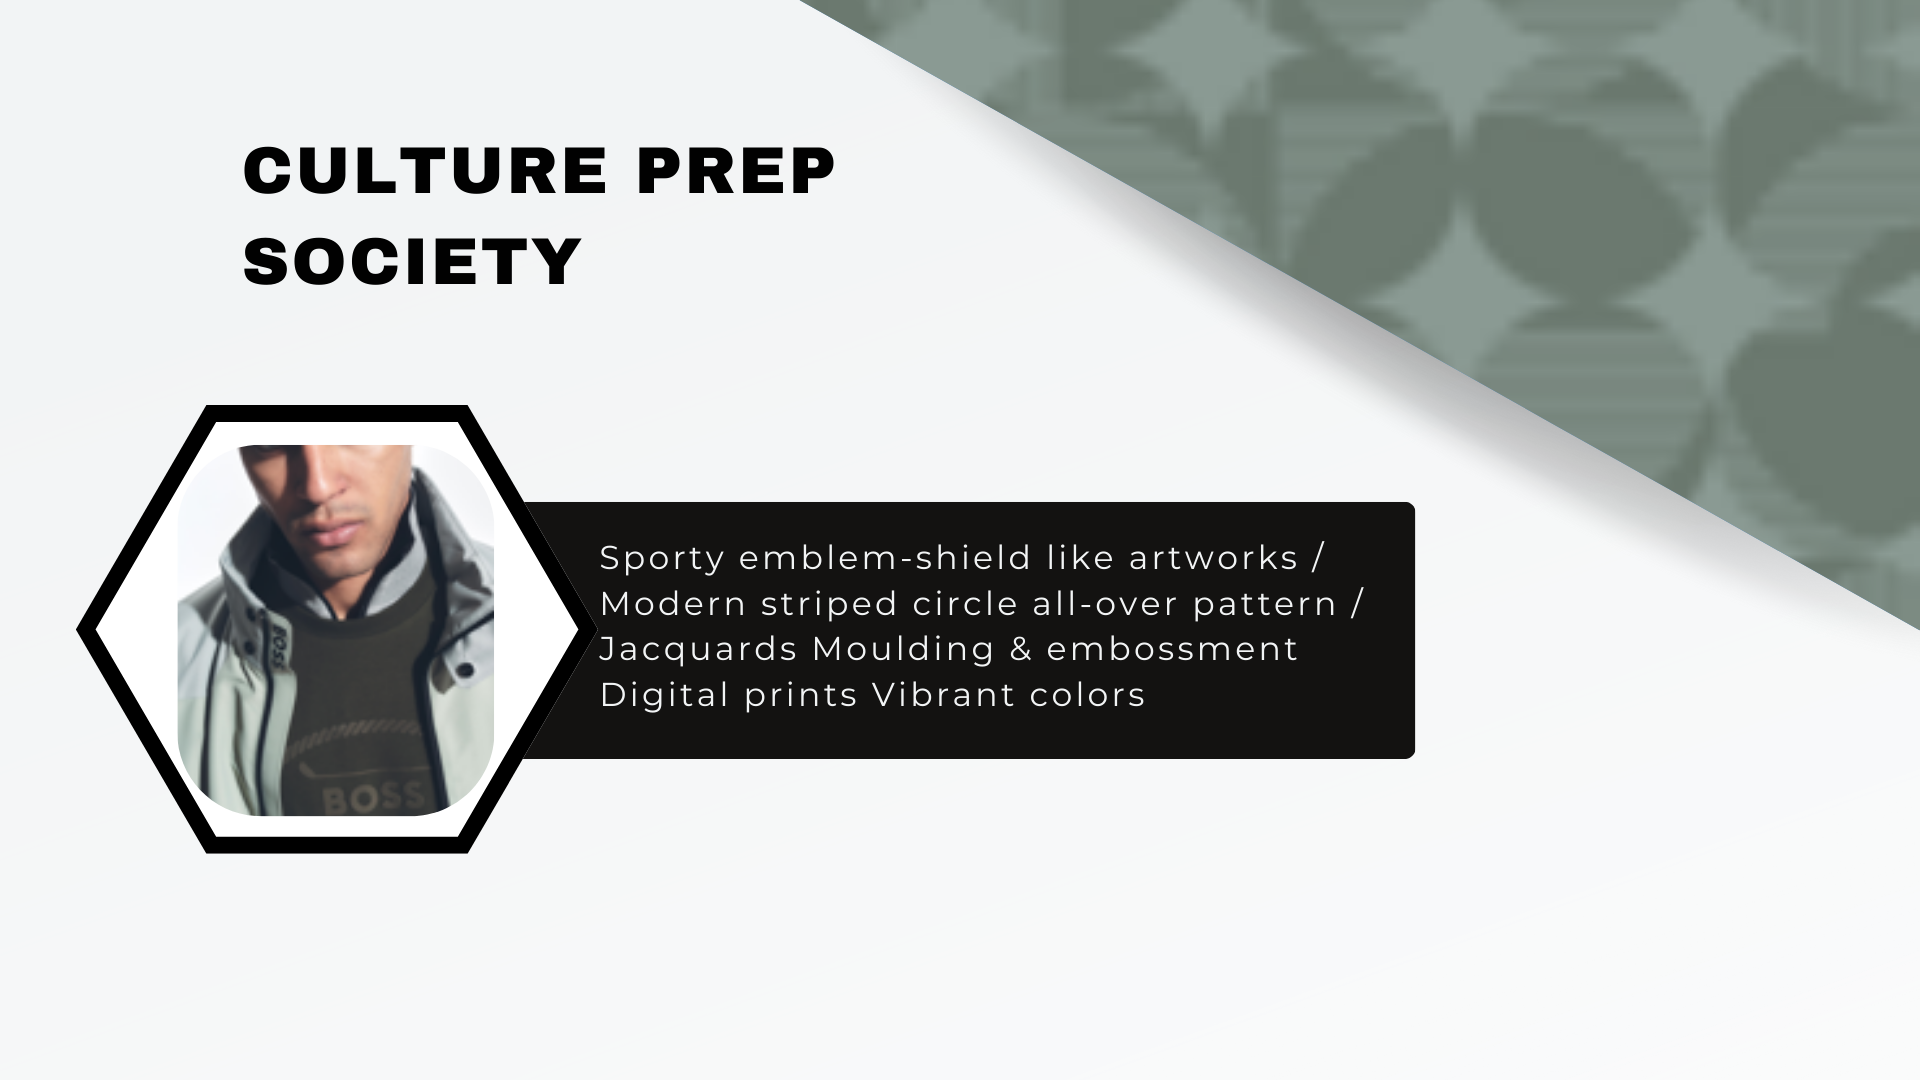 CULTURE PREP
SOCIETY
BOSS
BOSS
Sporty emblem-shield like artworks /
Modern striped circle all-over pattern /
Jacquards Moulding & embossment
Digital prints Vibrant colors